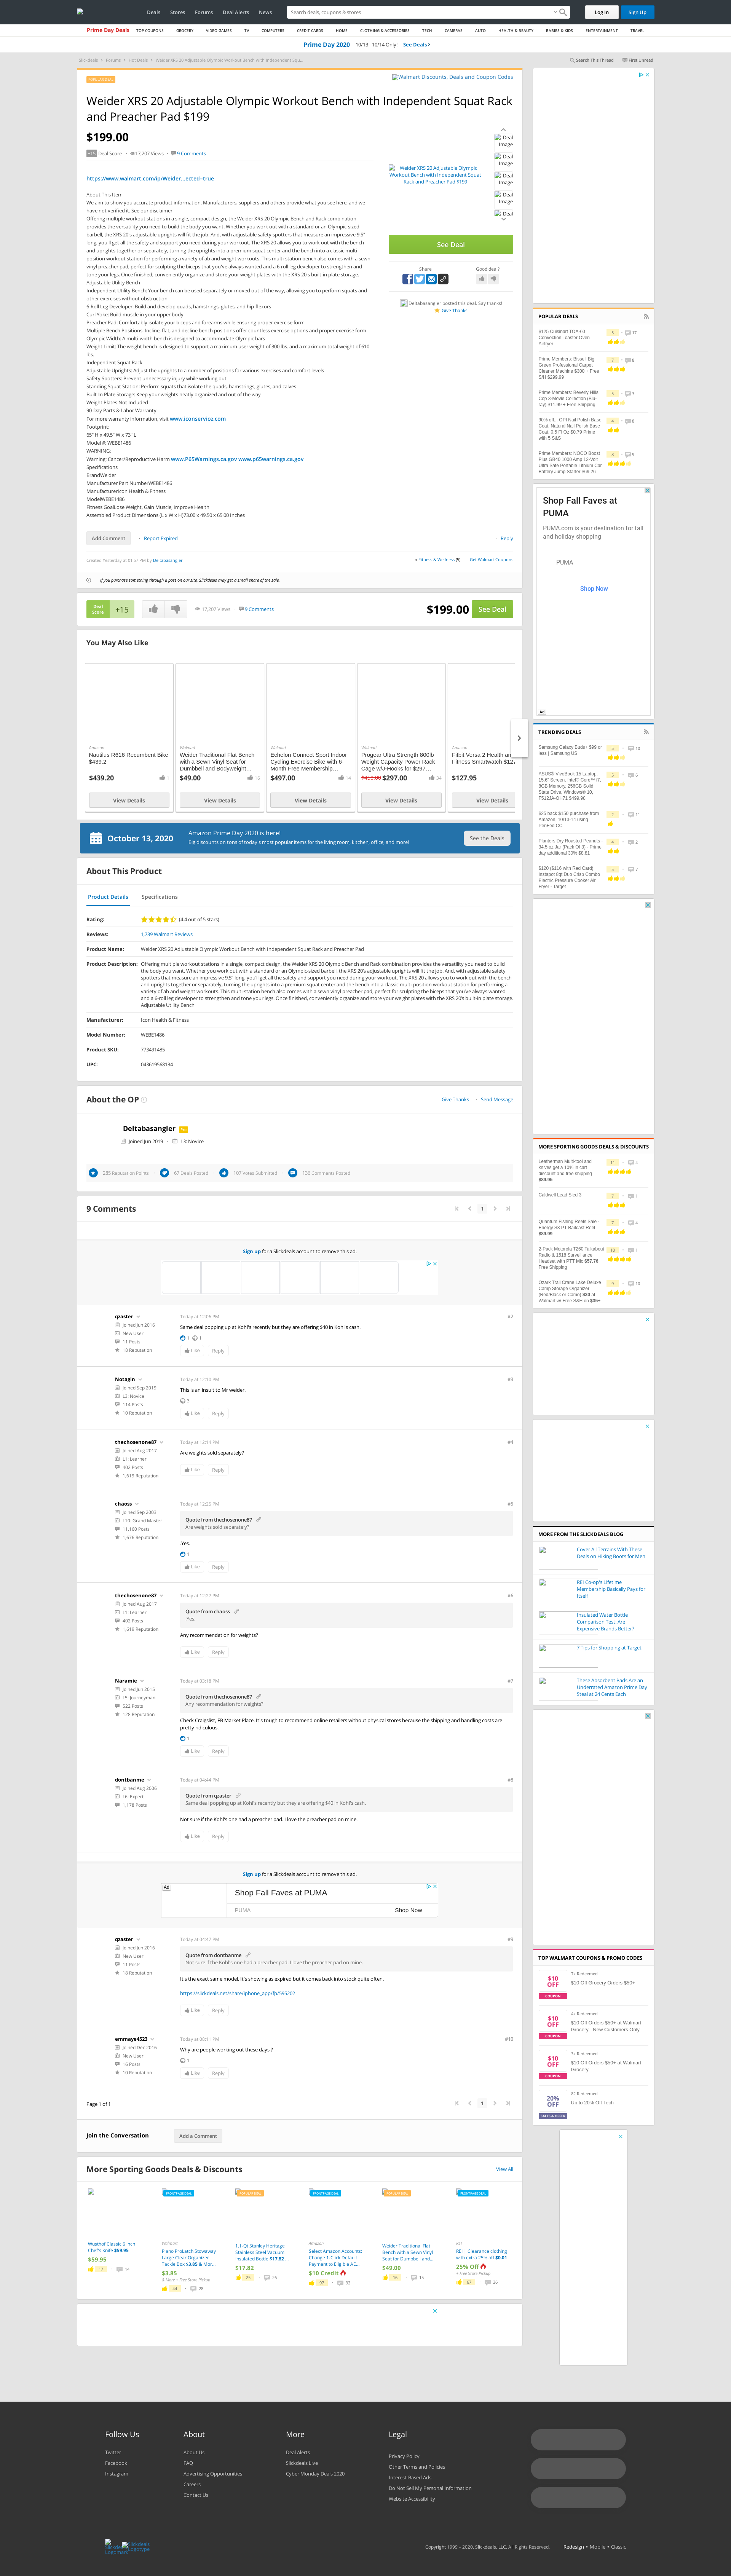 Deals
Stores
Forums
Deal Alerts
News
Search deals, coupons & stores
Log In
Sign Up
Prime Day Deals
TOP COUPONS
GROCERY
VIDEO GAMES
TV
COMPUTERS
CREDIT CARDS
HOME
CLOTHING & ACCESSORIES
TECH
CAMERAS
AUTO
HEALTH & BEAUTY
BABIES & KIDS
ENTERTAINMENT
TRAVEL
Prime Day 2020 10/13 - 10/14 Only! See Deals ›
Slickdeals > Forums > Hot Deals > Weider XRS 20 Adjustable Olympic Workout Bench with Independent Squ...
Search This Thread
First Unread
Walmart Discounts, Deals and Coupon Codes
Weider XRS 20 Adjustable Olympic Workout Bench with Independent Squat Rack and Preacher Pad $199
$199.00
+15 Deal Score
17,207 Views
9 Comments
https://www.walmart.com/ip/Weider...ected=true
About This Item
We aim to show you accurate product information. Manufacturers, suppliers and others provide what you see here, and we have not verified it. See our disclaimer
Offering multiple workout stations in a single, compact design, the Weider XRS 20 Olympic Bench and Rack combination provides the versatility you need to build the body you want. Whether you work out with a standard or an Olympic-sized barbell, the XRS 20's adjustable uprights will fit the job. And, with adjustable safety spotters that measure an impressive 9.5" long, you'll get the safety and support you need during your workout. The XRS 20 allows you to work out with the bench and rack combined or separately, turning the uprights into a convenient squat rack and the bench into a classic, multi-position workout station for performing military and incline presses. This multi-station bench also comes with a sewn vinyl preacher pad, perfect for sculpting the biceps that you've always wanted and a 6-roll leg developer to strengthen and tone your legs. Once finished, conveniently organize and store your weight plates with the XRS 20's built in plate storage.
Adjustable Utility Bench
Independent Utility Bench: Your bench can be used separately or moved out of the way, allowing you to perform squats and other exercises without obstruction
6-Roll Leg Builder: Build and develop quads, hamstrings, glutes, and hip flexors
Curl Yoke: Build muscle in your upper body
Preacher Pad: Comfortably isolate your biceps and forearms while ensuring proper exercise form
Multiple Bench Positions: Incline, flat, and decline bench positions offer countless exercise options and proper exercise form
Olympic Width: A multi-width bench is designed to accommodate Olympic bars
Weight Limit: The weight bench is designed to support a maximum user weight of 300 lbs. and a maximum total weight of 610 lbs.
Independent Squat Rack
Adjustable Uprights: Adjust the uprights to a number of positions for various exercises and comfort levels
Safety Spotters: Prevent unnecessary injury while working out
Standing Squat Station: Perform squats that isolate the quads, hamstrings, glutes, and calves
Built-In Plate Storage: Keep your weights neatly organized and out of the way
Weight Plates Not Included
90-Day Parts & Labor Warranty
For more warranty information, visit www.iconservice.com
Footprint:
65" H x 49.5" W x 73" L
Model #: WEBE1486
WARNING:
Warning: Cancer/Reproductive Harm www.P65Warnings.ca.gov www.p65warnings.ca.gov
Specifications
BrandWeider
Manufacturer Part NumberWEBE1486
ManufacturerIcon Health & Fitness
ModelWEBE1486
Fitness GoalLose Weight, Gain Muscle, Improve Health
Assembled Product Dimensions (L x W x H)73.00 x 49.50 x 65.00 Inches
Weider XRS 20 Adjustable Olympic Workout Bench with Independent Squat Rack and Preacher Pad $199
Deal Image
Deal Image
Deal Image
Deal Image
Deal
See Deal
Share
Good deal?
Deltabasangler posted this deal. Say thanks!
Give Thanks
Add Comment
Report Expired
Reply
Created Yesterday at 01:57 PM by Deltabasangler
in Fitness & Wellness (5)
Get Walmart Coupons
If you purchase something through a post on our site, Slickdeals may get a small share of the sale.
Deal Score
+15
17,207 Views
9 Comments
$199.00
See Deal
You May Also Like
Amazon
Nautilus R616 Recumbent Bike $439.2
$439.20
View Details
Walmart
Weider Traditional Flat Bench with a Sewn Vinyl Seat for Dumbbell and Bodyweight...
$49.00
16
View Details
Walmart
Echelon Connect Sport Indoor Cycling Exercise Bike with 6-Month Free Membership...
$497.00
14
View Details
Walmart
Progear Ultra Strength 800lb Weight Capacity Power Rack Cage w/J-Hooks for $297...
$297.00
View Details
Amazon
Fitbit Versa 2 Health an
Fitness Smartwatch $12
$127.95
View Details
October 13, 2020
Amazon Prime Day 2020 is here!
Big discounts on tons of today's most popular items for the living room, kitchen, office, and more!
See the Deals
About This Product
Product Details
Specifications
Rating: (4.4 out of 5 stars)
Reviews: 1,739 Walmart Reviews
Product Name: Weider XRS 20 Adjustable Olympic Workout Bench with Independent Squat Rack and Preacher Pad
Product Description: Offering multiple workout stations in a single, compact design, the Weider XRS 20 Olympic Bench and Rack combination provides the versatility you need to build the body you want. Whether you work out with a standard or an Olympic-sized barbell, the XRS 20's adjustable uprights will fit the job. And, with adjustable safety spotters that measure an impressive 9.5" long, you'll get the safety and support you need during your workout. The XRS 20 allows you to work out with the bench and rack combined or separately, turning the uprights into a convenient squat rack and the bench into a classic, multi-position workout station for performing a variety of weight and bodyweight exercises. This multi-station bench also comes with a sewn vinyl preacher pad, perfect for sculpting the biceps you've always wanted and a 6-roll leg developer to strengthen and tone your legs. Once finished, conveniently organize and store your weight plates with the XRS 20's built in plate storage. Adjustable Utility Bench
Manufacturer: Icon Health & Fitness
Model Number: WEBE1486
Product SKU: 773491485
UPC: 043619568134
About the OP
Give Thanks
Send Message
Deltabasangler
Joined Jun 2019
L3: Novice
285 Reputation Points
67 Deals Posted
107 Votes Submitted
138 Comments Posted
9 Comments
1
Sign up for a Slickdeals account to remove this ad.
qzaster
Joined Jun 2016
New User
11 Posts
18 Reputation
Today at 12:06 PM
#2
Same deal popping up at Kohl's recently but they are offering $40 in Kohl's cash.
1 1
Like Reply
Notagin
Joined Sep 2019
L3: Novice
114 Posts
10 Reputation
Today at 12:10 PM
#3
This is an insult to Mr weider.
3
Like Reply
thechosenone87
Joined Aug 2017
L1: Learner
402 Posts
1,619 Reputation
Today at 12:14 PM
#4
Are weights sold separately?
Like Reply
chaoss
Joined Sep 2003
L10: Grand Master
11,160 Posts
1,676 Reputation
Today at 12:25 PM
#5
Quote from thechosenone87
Are weights sold separately?
.Yes.
1
Like Reply
thechosenone87
Joined Aug 2017
L1: Learner
402 Posts
1,619 Reputation
Today at 12:27 PM
#6
Quote from chaoss
.Yes.
Any recommendation for weights?
Like Reply
Naramie
Joined Jun 2015
L5: Journeyman
522 Posts
128 Reputation
Today at 03:16 PM
#7
Quote from thechosenone87
Any recommendation for weights?
Check Craigslist, FB Market Place. It's tough to recommend online retailers without physical stores because the shipping and handling costs are pretty ridiculous.
1
Like Reply
dontbanme
Joined Aug 2006
L6: Expert
1,178 Posts
Today at 04:44 PM
#8
Quote from qzaster
Same deal popping up at Kohl's recently but they are offering $40 in Kohl's cash.
Not sure if the Kohl's one had a preacher pad. I love the preacher pad on mine.
Like Reply
Sign up for a Slickdeals account to remove this ad.
Ad
Shop Fall Faves at PUMA
PUMA
Shop Now
qzaster
Joined Jun 2016
New User
11 Posts
18 Reputation
Today at 04:47 PM
#9
Quote from dontbanme
Not sure if the Kohl's one had a preacher pad. I love the preacher pad on mine.
It's the exact same model. It's showing as expired but it comes back into stock quite often.
https://slickdeals.net/share/iphone_app/fp/595202
Like Reply
emmaye4523
Joined Dec 2016
New User
16 Posts
10 Reputation
Today at 08:11 PM
#10
Why are people working out these days ?
1
Like Reply
Page 1 of 1
1
Join the Conversation
Add a Comment
More Sporting Goods Deals & Discounts
View All
Wusthof Classic 6 inch Chef's Knife $59.95
$59.95
17 14
Walmart
Plano ProLatch Stowaway Large Clear Organizer Tackle Box $3.85 & Mor...
$3.85
& More + Free Store Pickup
44 28
1.1-Qt Stanley Heritage Stainless Steel Vacuum Insulated Bottle $17.82...
$17.82
25 26
Amazon
Select Amazon Accounts: Change 1-Click Default Payment to Eligible All...
$10 Credit
97 92
Weider Traditional Flat Bench with a Sewn Vinyl Seat for Dumbbell and...
$49.00
16 15
REI
REI | Clearance clothing with extra 25% off $0.01
25% Off
+ Free Store Pickup
67 36
POPULAR DEALS
$125 Cuisinart TOA-60 Convection Toaster Oven Airfryer
5 17
Prime Members: Bissell Big Green Professional Carpet Cleaner Machine $300 + Free S/H $299.99
7 8
Prime Members: Beverly Hills Cop 3-Movie Collection (Blu-ray) $11.99 + Free Shipping
5 3
90% off... OPI Nail Polish Base Coat, Natural Nail Polish Base Coat, 0.5 Fl Oz $0.79 Prime with 5 S&S
4 8
Prime Members: NOCO Boost Plus GB40 1000 Amp 12-Volt Ultra Safe Portable Lithium Car Battery Jump Starter $69.26
8 9
Shop Fall Faves at PUMA
PUMA.com is your destination for fall and holiday shopping
PUMA
Shop Now
Ad
TRENDING DEALS
Samsung Galaxy Buds+ $89 or less | Samsung US
5 10
ASUS® VivoBook 15 Laptop, 15.6" Screen, Intel® Core™ i7, 8GB Memory, 256GB Solid State Drive, Windows® 10, F512JA-OH71 $499.98
5 6
$25 back $150 purchase from Amazon, 10/13-14 using PenFed CC
3 11
Planters Dry Roasted Peanuts - 34.5 oz Jar (Pack Of 3) - Prime day additional 30% $9.81
4 2
$120 ($116 with Red Card) Instapot 8qt Duo Crisp Combo Electric Pressure Cooker Air Fryer - Target
5 7
MORE SPORTING GOODS DEALS & DISCOUNTS
Leatherman Multi-tool and knives get a 10% in cart discount and free shipping $99.95
11 4
Caldwell Lead Sled 3
7 1
Quantum Fishing Reels Sale - Energy S3 PT Baitcast Reel $89.99
7 4
2-Pack Motorola T260 Talkabout Radio & 1518 Surveillance Headset with PTT Mic $57.76, Free Shipping
10 1
Ozark Trail Crane Lake Deluxe Camp Storage Organizer (Red/Black or Camo) $30 at Walmart w/ Free S&H on $35+
9 10
MORE FROM THE SLICKDEALS BLOG
Cover All Terrains With These Deals on Hiking Boots for Men
REI Co-op's Lifetime Membership Basically Pays for Itself
Insulated Water Bottle Comparison Test: Are Expensive Brands Better?
7 Tips for Shopping at Target
These Absorbent Pads Are an Underrated Amazon Prime Day Steal at 24 Cents Each
TOP WALMART COUPONS & PROMO CODES
$10 OFF
COUPON
7k Redeemed
$10 Off Grocery Orders $50+
$10 OFF
COUPON
4k Redeemed
$10 Off Orders $50+ at Walmart Grocery - New Customers Only
$10 OFF
COUPON
3k Redeemed
$10 Off Orders $50+ at Walmart Grocery
20% OFF
SALES & OFFER
82 Redeemed
Up to 20% Off Tech
Follow Us
Twitter
Facebook
Instagram
About
About Us
FAQ
Advertising Opportunities
Careers
Contact Us
More
Deal Alerts
Slickdeals Live
Cyber Monday Deals 2020
Legal
Privacy Policy
Other Terms and Policies
Interest-Based Ads
Do Not Sell My Personal Information
Website Accessibility
Copyright 1999 – 2020. Slickdeals, LLC. All Rights Reserved.
Redesign • Mobile • Classic